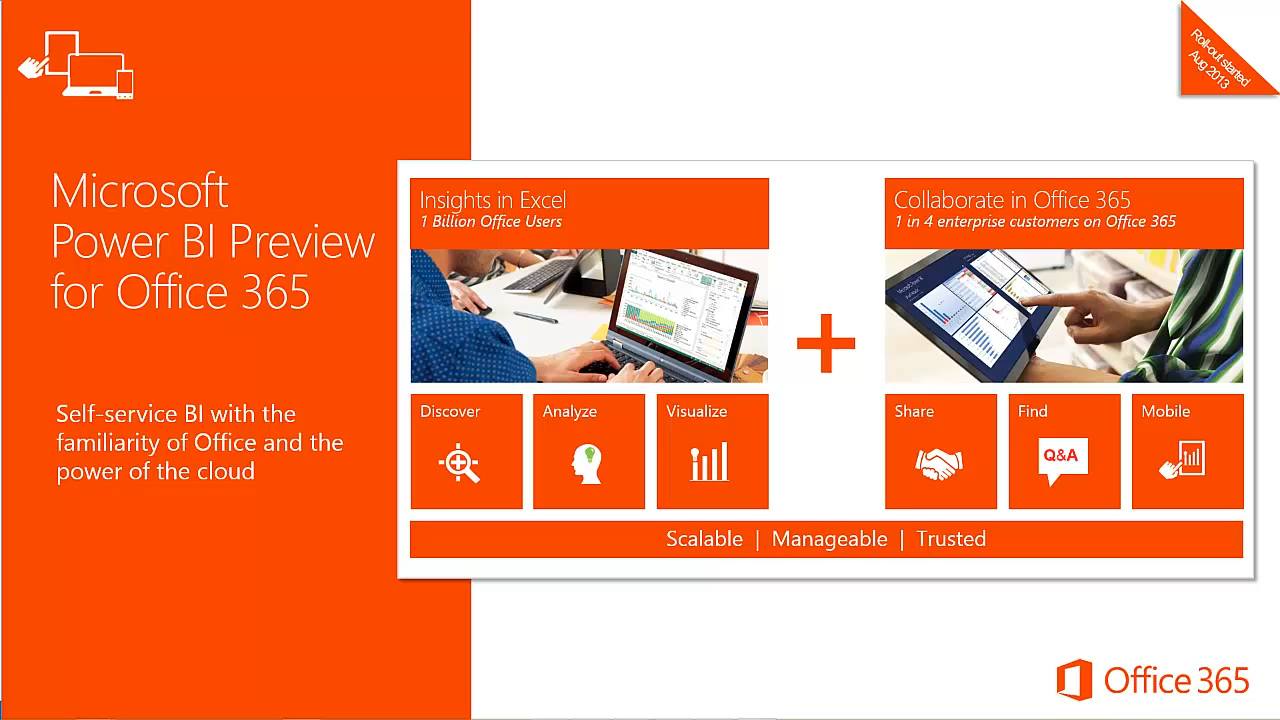 Roll-out started
Aug 2013
Microsoft
Power BI Preview
for Office 365
Self-service BI with the
familiarity of Office and the
power of the cloud
Insights in Excel
1 Billion Office Users
Discover
Analyze
Visualize
Collaborate in Office 365
1 in 4 enterprise customers on Office 365
Share
Find
Q&A
Mobile
Scalable | Manageable | Trusted
Office 365